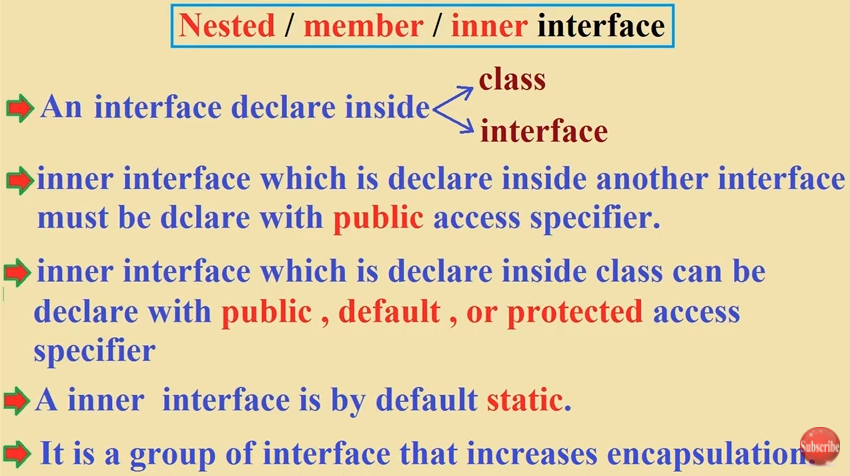 Nested / member / inner interface
An interface declare inside
class
interface
inner interface which is declare inside another interface
must be dclare with public access specifier.
inner interface which is declare inside class can be
declare with public , default , or protected access
specifier
A inner interface is by default static.
It is a group of interface that increases encapsulation.
Subscribe